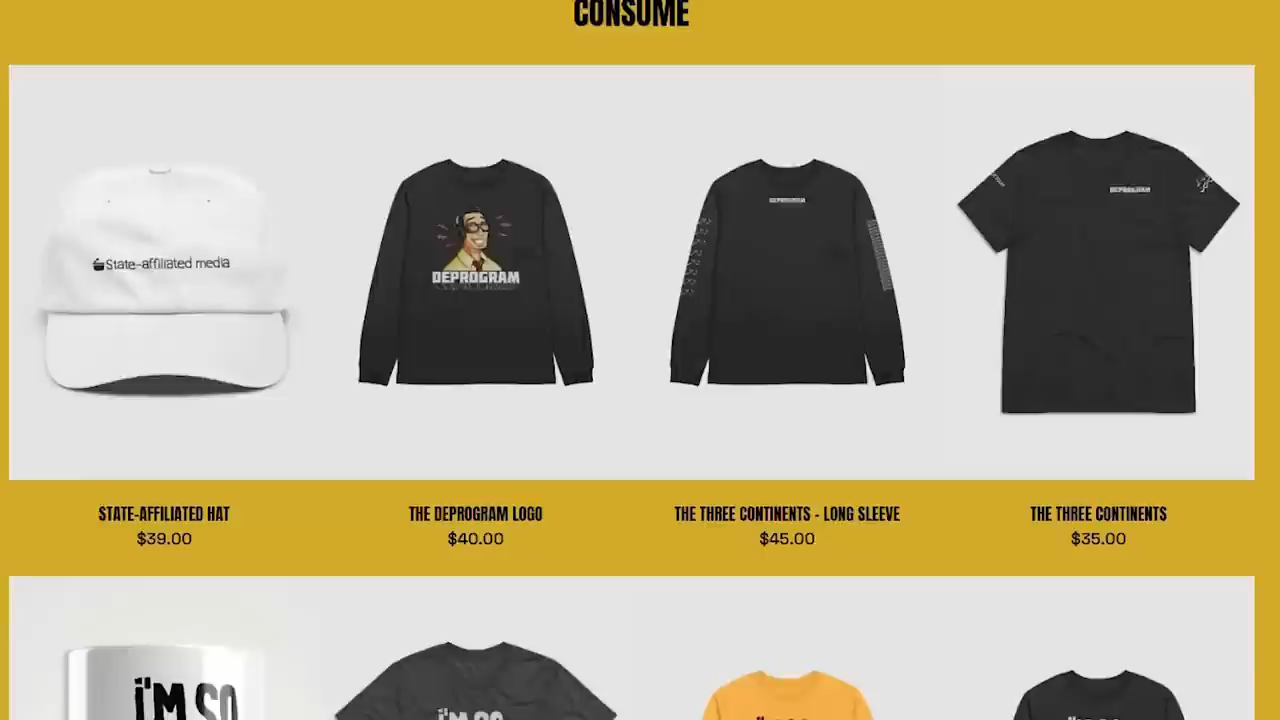 CONSUME
State-affiliated media
DEPROGRAM
DEPROGRAM
DEPROGRAM
STATE-AFFILIATED HAT
$39.00
THE DEPROGRAM LOGO
$40.00
THE THREE CONTINENTS - LONG SLEEVE
$45.00
THE THREE CONTINENTS
$35.00
I'M SO
I'M SO